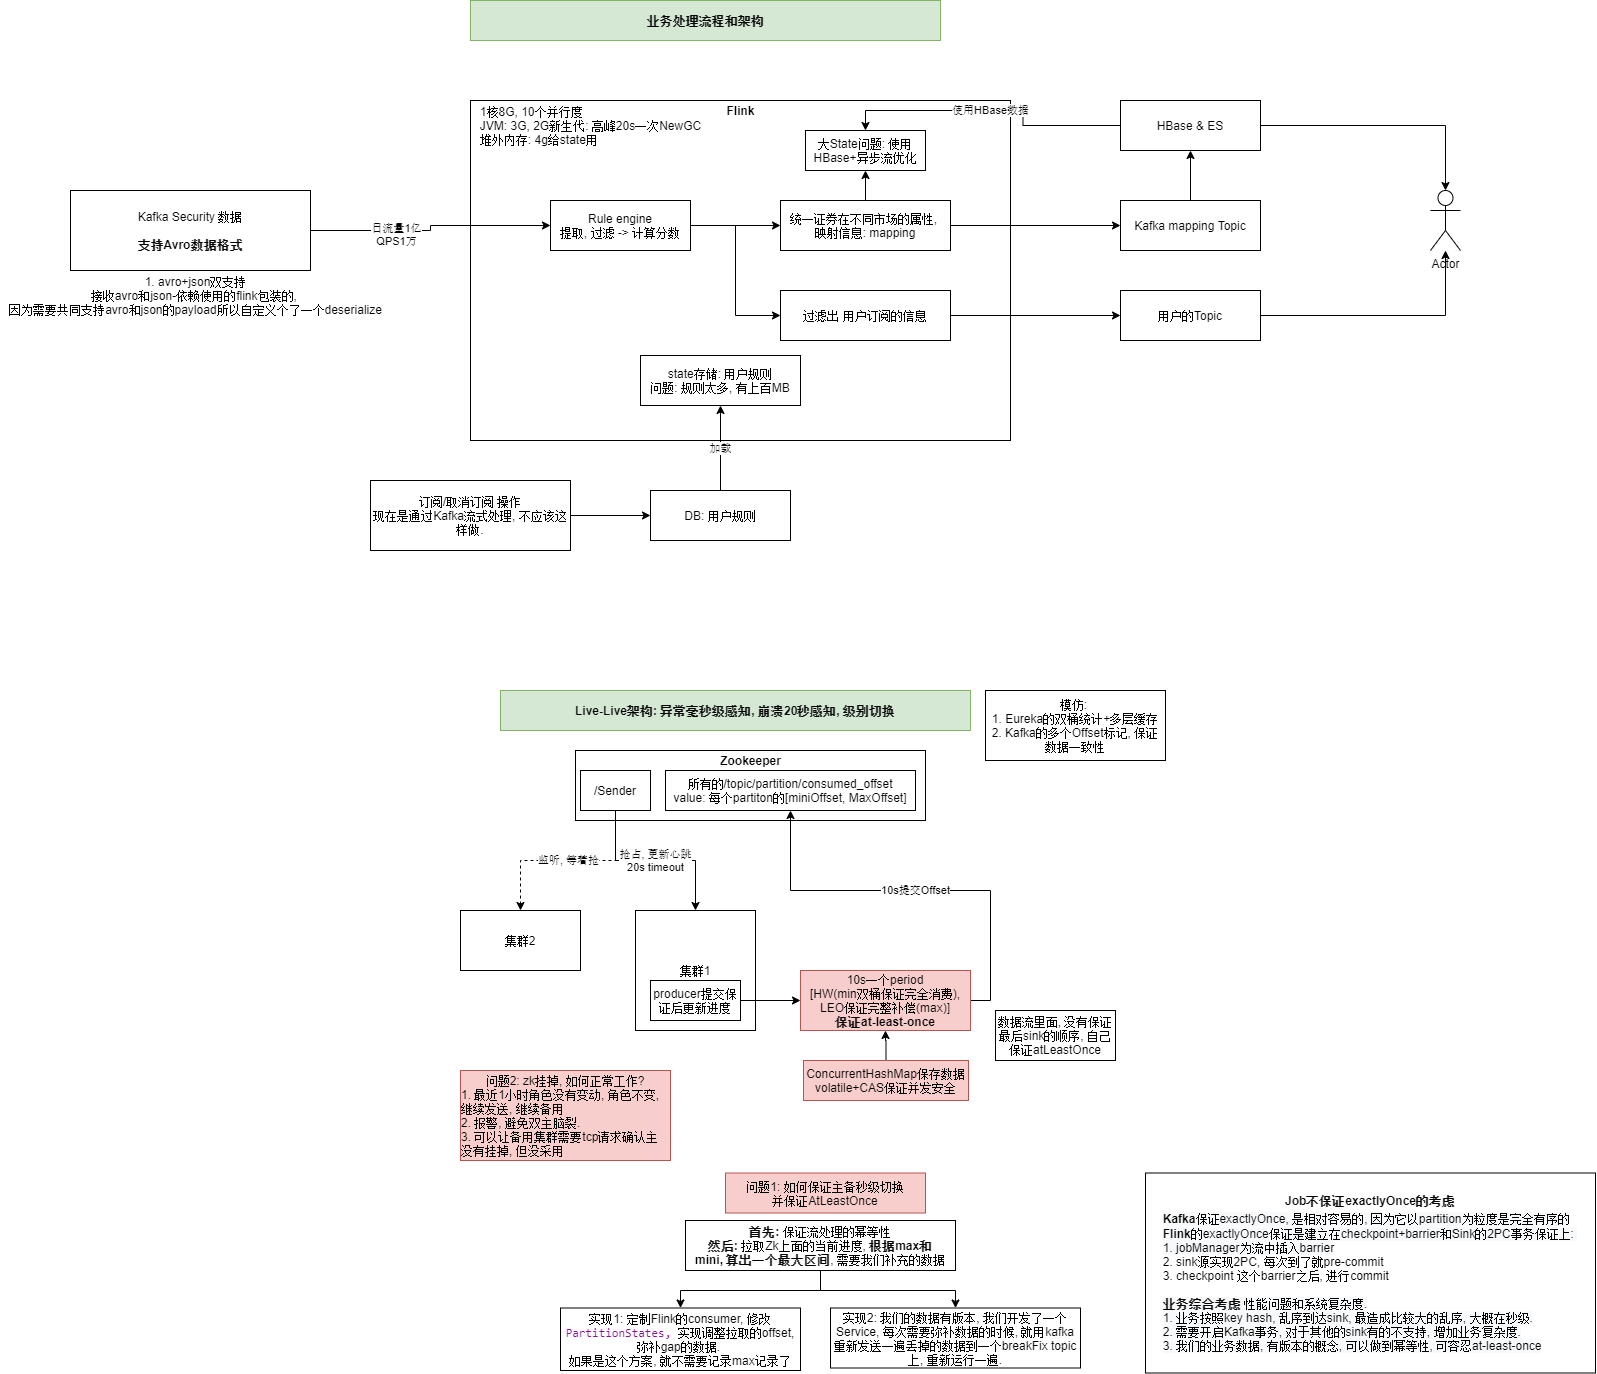 业务处理流程和架构
1核8G, 10个并行度
JVM: 3G, 2G新生代: 高峰20s一次NewGC
堆外内存: 4g给state用
Flink
使用HBase数据
大State问题: 使用
HBase+异步流优化
HBase & ES
Kafka Security 数据
支持Avro数据格式
日流量1亿
QPS1万
Rule engine
提取, 过滤 -> 计算分数
统一证券在不同市场的属性,
映射信息: mapping
Kafka mapping Topic
Actor
1. avro+json双支持
接收avro和json-依赖使用的flink包装的,
因为需要共同支持avro和json的payload所以自定义个了一个deserialize
过滤出 用户订阅的信息
用户的Topic
state存储: 用户规则
问题: 规则太多, 有上百MB
加载
订阅/取消订阅 操作
现在是通过Kafka流式处理, 不应该这
样做.
DB: 用户规则
Live-Live架构: 异常毫秒级感知, 崩溃20秒感知, 级别切换
模仿:
1. Eureka的双桶统计+多层缓存
2. Kafka的多个Offset标记, 保证
数据一致性
Zookeeper
/Sender
所有的/topic/partition/consumed_offset
value: 每个partiton的[miniOffset, MaxOffset]
监听, 等着抢
抢占, 更新心跳
20s timeout
10s提交Offset
集群2
集群1
producer提交保
证后更新进度
10s一个period
[HW(min双桶保证完全消费),
LEO保证完整补偿(max)]
保证at-least-once
数据流里面, 没有保证
最后sink的顺序, 自己
保证atLeastOnce
ConcurrentHashMap保存数据
volatile+CAS保证并发安全
问题2: zk挂掉, 如何正常工作?
1. 最近1小时角色没有变动, 角色不变,
继续发送, 继续备用
2. 报警, 避免双主脑裂.
3. 可以让备用集群需要tcp请求确认主
没有挂掉, 但没采用
问题1: 如何保证主备秒级切换
并保证AtLeastOnce
首先: 保证流处理的幂等性
然后: 拉取Zk上面的当前进度, 根据max和
mini, 算出一个最大区间, 需要我们补充的数据
实现1: 定制Flink的consumer, 修改
PartitionStates, 实现调整拉取的offset,
弥补gap的数据.
如果是这个方案, 就不需要记录max记录了
实现2: 我们的数据有版本, 我们开发了一个
Service, 每次需要弥补数据的时候, 就用kafka
重新发送一遍丢掉的数据到一个breakFix topic
上, 重新运行一遍.
Job不保证exactlyOnce的考虑
Kafka保证exactlyOnce, 是相对容易的, 因为它以partition为粒度是完全有序的
Flink的exactlyOnce保证是建立在checkpoint+barrier和Sink的2PC事务保证上:
1. jobManager为流中插入barrier
2. sink源实现2PC, 每次到了就pre-commit
3. checkpoint 这个barrier之后, 进行commit
业务综合考虑 性能问题和系统复杂度.
1. 业务按照key hash, 乱序到达sink, 最造成比较大的乱序, 大概在秒级.
2. 需要开启Kafka事务, 对于其他的sink有的不支持, 增加业务复杂度.
3. 我们的业务数据, 有版本的概念, 可以做到幂等性, 可容忍at-least-once